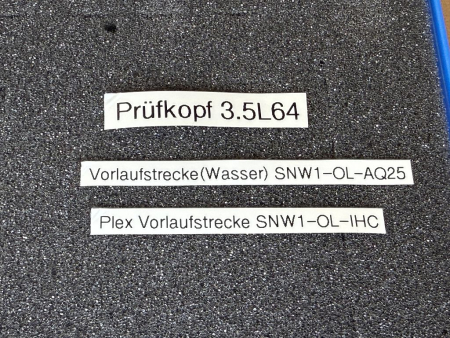 Prüfkopf 3.5L64
Vorlaufstrecke(Wasser) SNW1-OL-AQ25
Plex Vorlaufstrecke SNW1-OL-IHC